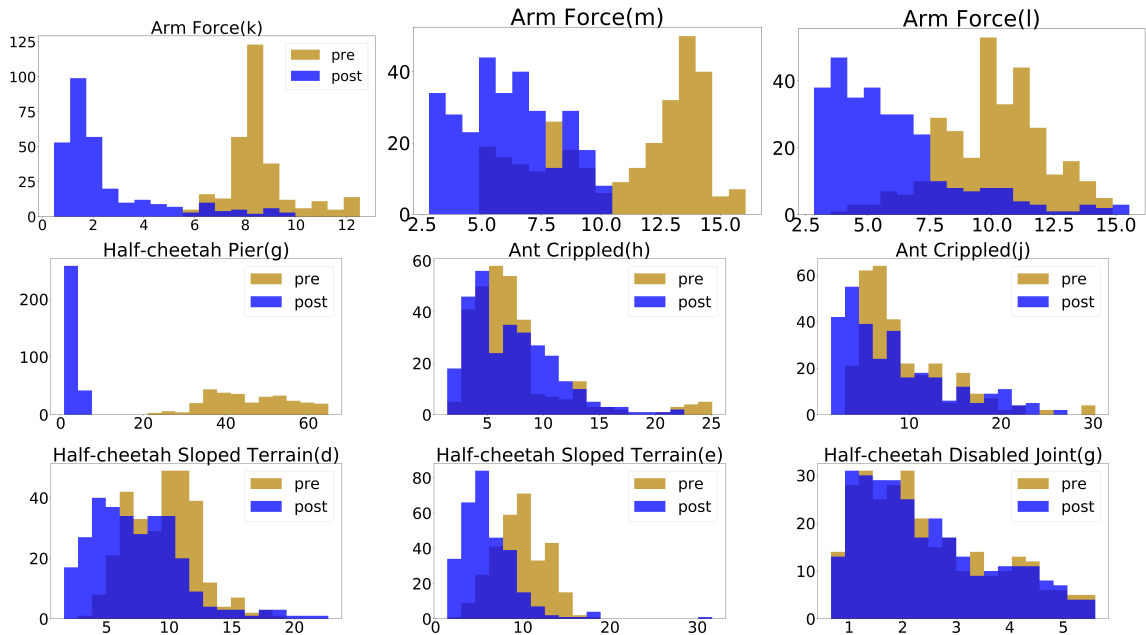 Arm Force(k)
125
100
75
50
25
0
0 2 4 6 8 10 12
pre
post
Arm Force(m)
40
20
0
2.5 5.0 7.5 10.0 12.5 15.0
Arm Force(l)
40
20
0
2.5 5.0 7.5 10.0 12.5 15.0
Half-cheetah Pier(g)
200
100
0
0 20 40 60
pre
post
Ant Crippled(h)
60
40
20
0
5 10 15 20 25
pre
post
Ant Crippled(j)
60
40
20
0
10 20 30
pre
post
Half-cheetah Sloped Terrain(d)
40
20
0
5 10 15 20
pre
post
Half-cheetah Sloped Terrain(e)
80
60
40
20
0
0 10 20 30
pre
post
Half-cheetah Disabled Joint(g)
30
20
10
0
1 2 3 4 5
pre
post